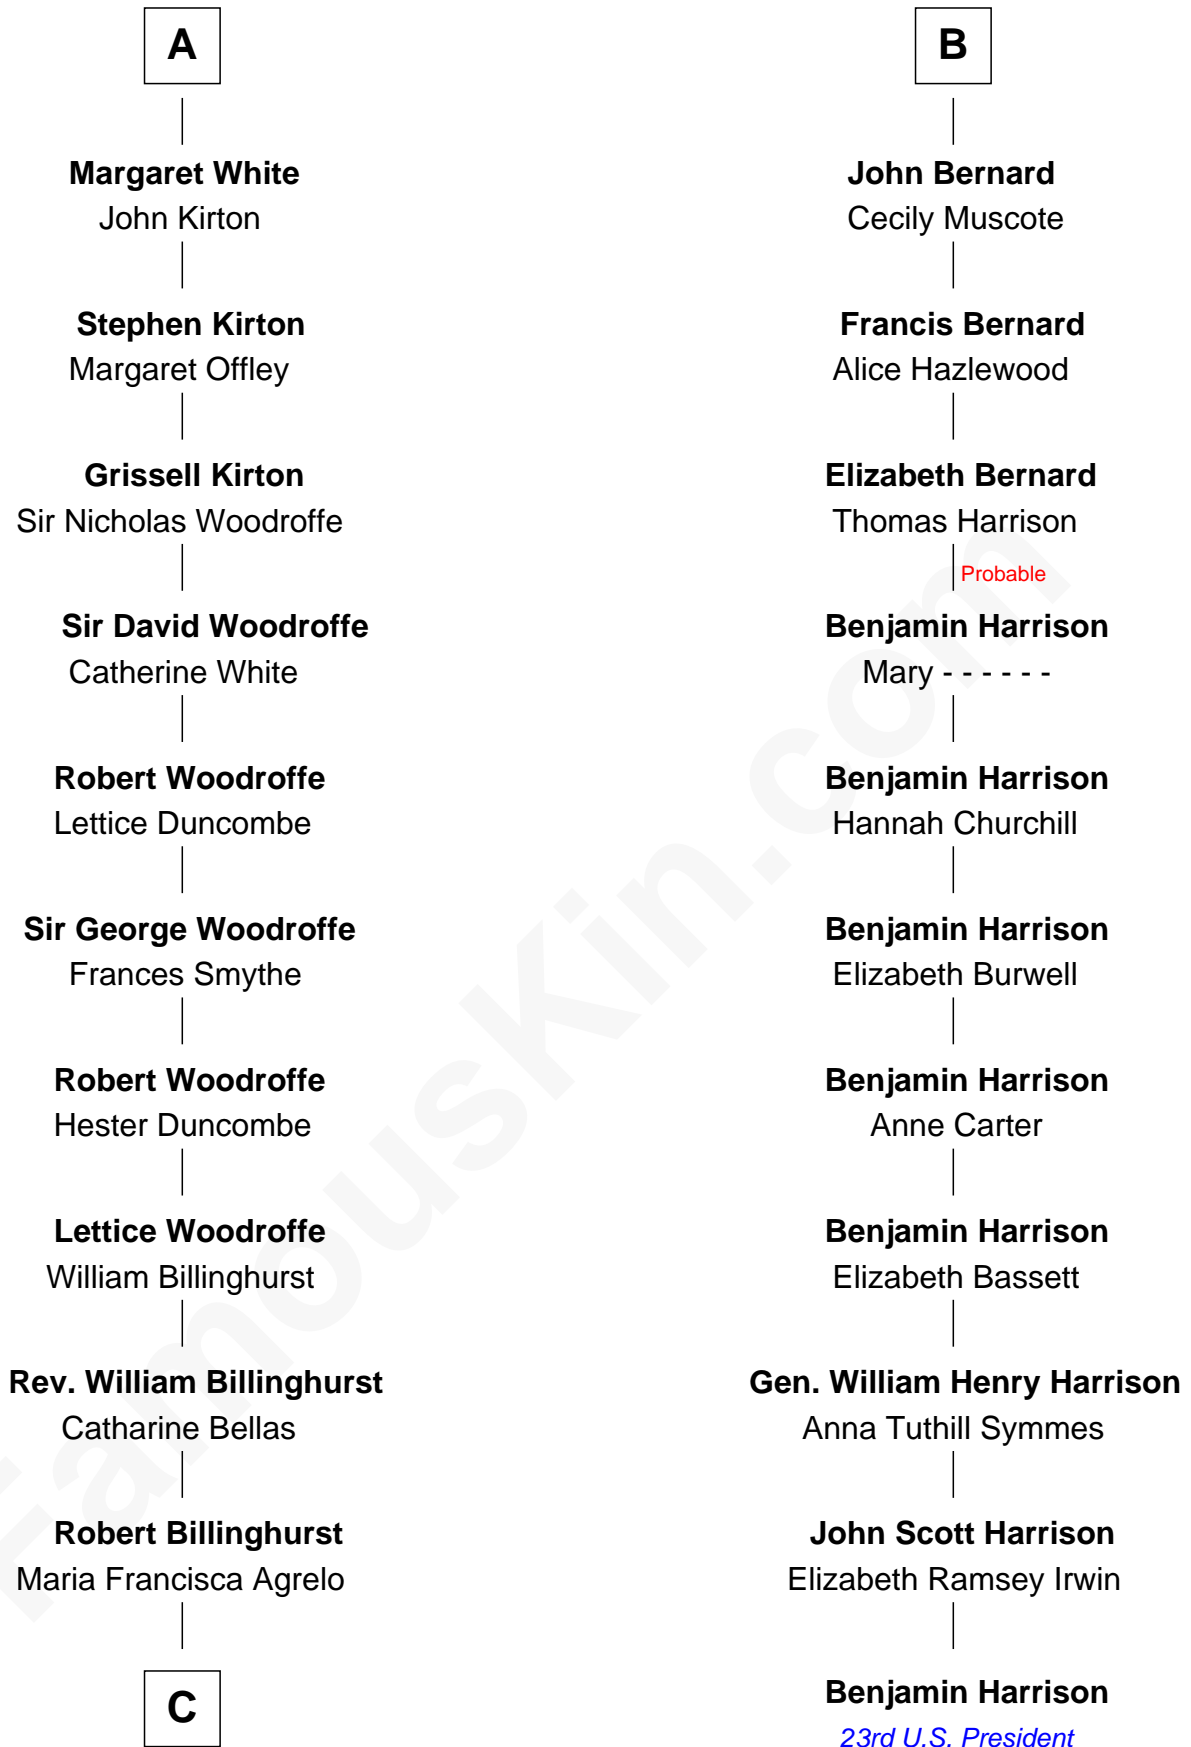 A
Margaret White
John Kirton
Stephen Kirton
Margaret Offley
Grissell Kirton
Sir Nicholas Woodroffe
Sir David Woodroffe
Catherine White
Robert Woodroffe
Lettice Duncombe
Sir George Woodroffe
Frances Smythe
Robert Woodroffe
Hester Duncombe
Lettice Woodroffe
William Billinghurst
Rev. William Billinghurst
Catharine Bellas
Robert Billinghurst
Maria Francisca Agrelo
C
B
John Bernard
Cecily Muscote
Francis Bernard
Alice Hazlewood
Elizabeth Bernard
Thomas Harrison
Probable
Benjamin Harrison
Mary - - - - - -
Benjamin Harrison
Hannah Churchill
Benjamin Harrison
Elizabeth Burwell
Benjamin Harrison
Anne Carter
Benjamin Harrison
Elizabeth Bassett
Gen. William Henry Harrison
Anna Tuthill Symmes
John Scott Harrison
Elizabeth Ramsey Irwin
Benjamin Harrison
23rd U.S. President
FamousKin.com